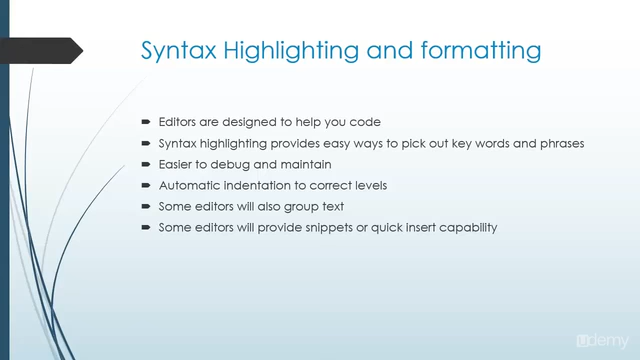 Syntax Highlighting and formatting
Editors are designed to help you code
Syntax highlighting provides easy ways to pick out key words and phrases
Easier to debug and maintain
Automatic indentation to correct levels
Some editors will also group text
Some editors will provide snippets or quick insert capability
udemy